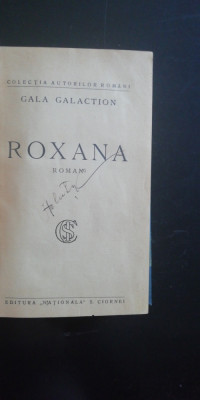 COLECȚIA AUTORILOR ROMÂNI
GALA GALACTION
ROXANA
ROMAN
EDITURA „NAȚIONALA” S. CIORNEI